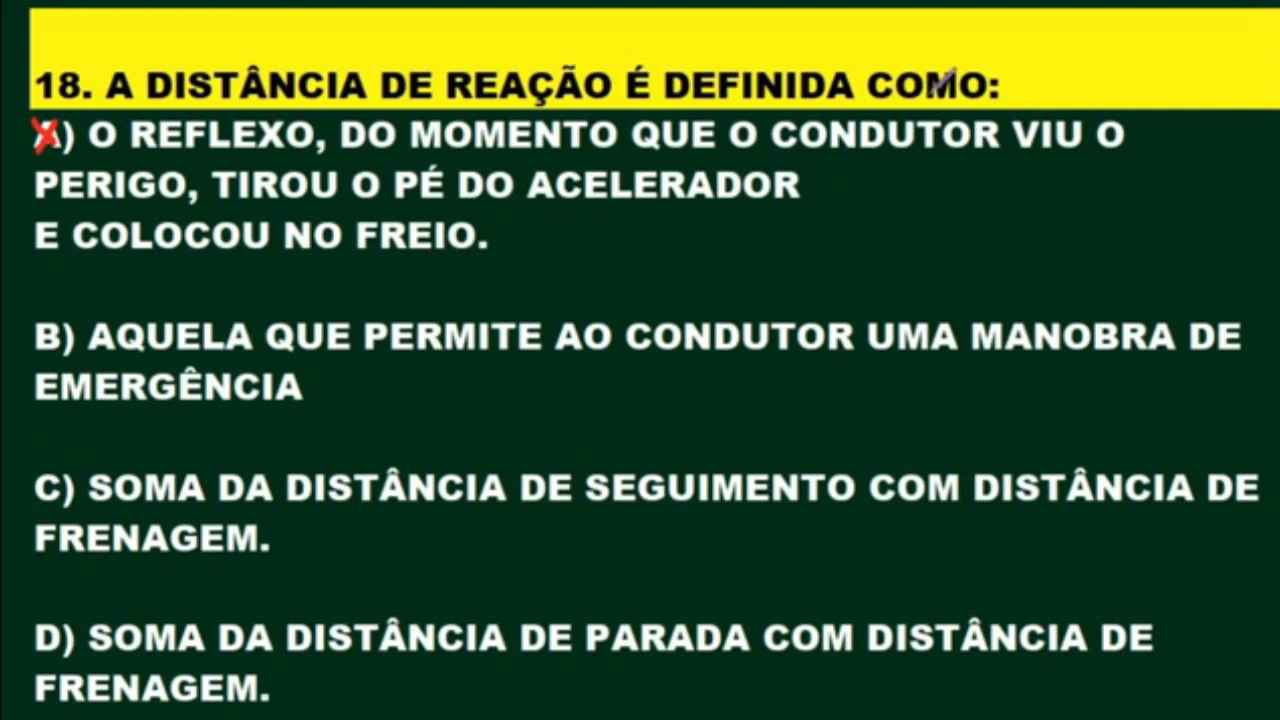 18. A DISTÂNCIA DE REAÇÃO É DEFINIDA COMO:
A) O REFLEXO, DO MOMENTO QUE O CONDUTOR VIU O
PERIGO, TIROU O PÉ DO ACELERADOR
E COLOCOU NO FREIO.
B) AQUELA QUE PERMITE AO CONDUTOR UMA MANOBRA DE
EMERGÊNCIA
C) SOMA DA DISTÂNCIA DE SEGUIMENTO COM DISTÂNCIA DE
FRENAGEM.
D) SOMA DA DISTÂNCIA DE PARADA COM DISTÂNCIA DE
FRENAGEM.